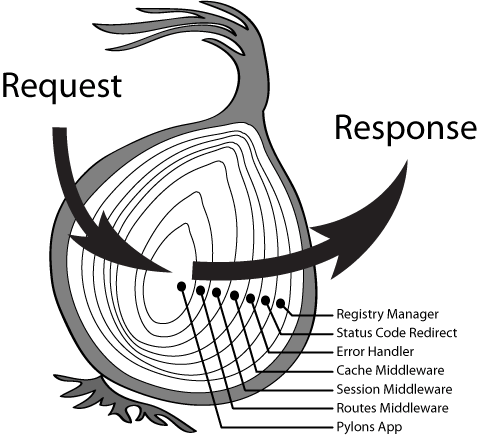 Request
Response
Registry Manager
Status Code Redirect
Error Handler
Cache Middleware
Session Middleware
Routes Middleware
Pylons App